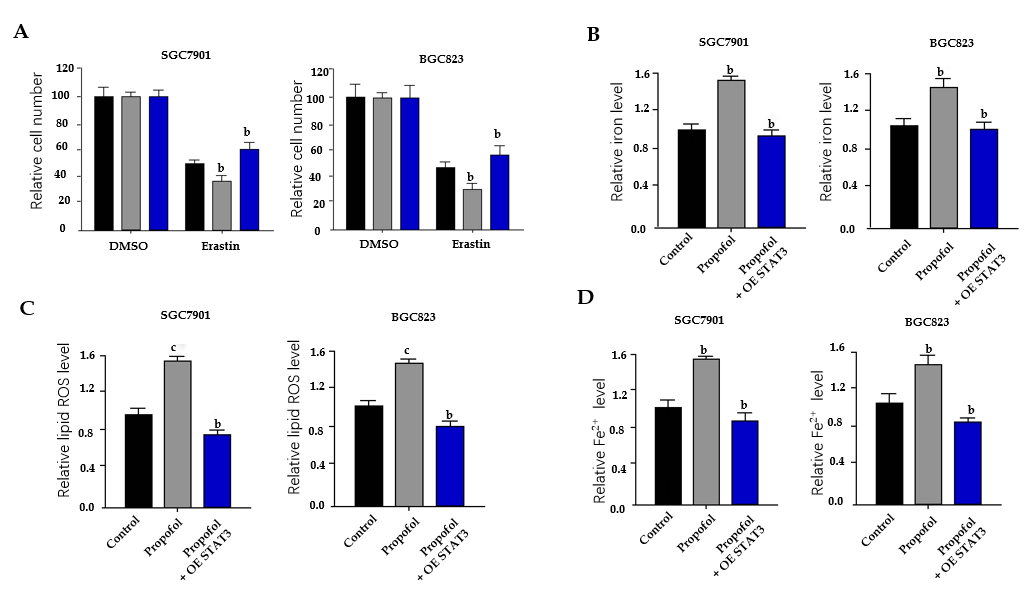 A
SGC7901
Relative cell number
120
100
80
60
40
20
0
b
b
DMSO
Erastin
BGC823
Relative cell number
120
100
80
60
40
20
0
b
b
DMSO
Erastin
B
SGC7901
Relative iron level
1.6
1.2
0.8
0.4
0.0
b
b
Control
Propofol
Propofol
+ OE STAT3
BGC823
Relative iron level
1.6
1.2
0.8
0.4
0.0
b
b
Control
Propofol
Propofol
+ OE STAT3
C
SGC7901
Relative lipid ROS level
1.6
1.2
0.8
0.4
0.0
c
b
Control
Propofol
Propofol
+ OE STAT3
BGC823
Relative lipid ROS level
1.6
1.2
0.8
0.4
0.0
c
b
Control
Propofol
Propofol
+ OE STAT3
D
SGC7901
Relative Fe²⁺ level
1.6
1.2
0.8
0.4
0.0
b
b
Control
Propofol
Propofol
+ OE STAT3
BGC823
Relative Fe²⁺ level
1.6
1.2
0.8
0.4
0.0
b
b
Control
Propofol
Propofol
+ OE STAT3